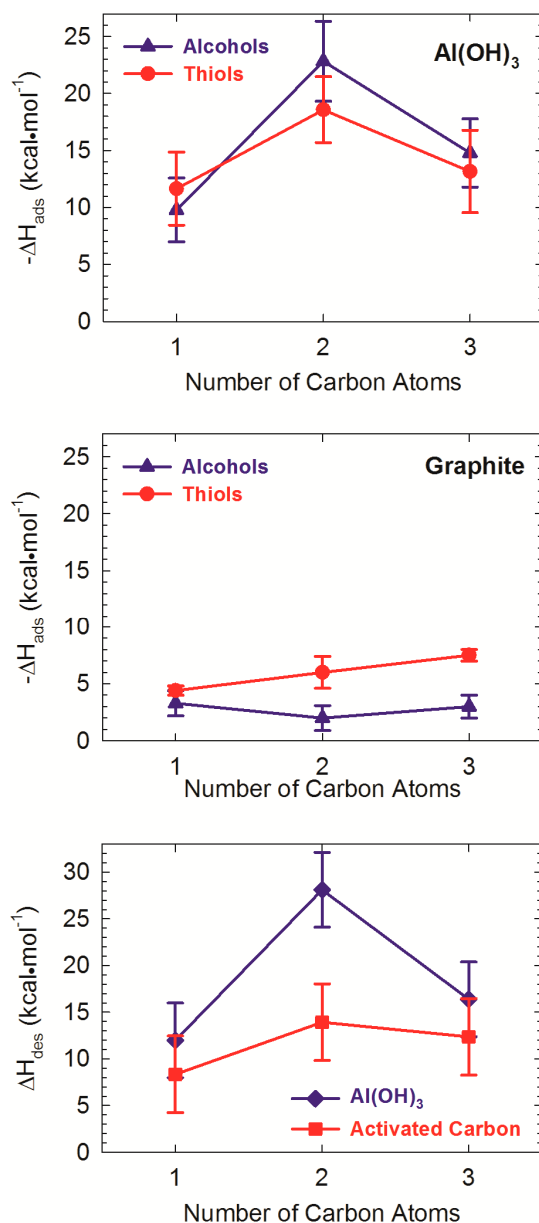 Alcohols
Thiols
Al(OH)3
-ΔHads (kcal•mol-1)
25
20
15
10
5
0
1 2 3
Number of Carbon Atoms
Alcohols
Thiols
Graphite
-ΔHads (kcal•mol-1)
25
20
15
10
5
0
1 2 3
Number of Carbon Atoms
ΔHdes (kcal•mol-1)
30
25
20
15
10
5
0
Al(OH)3
Activated Carbon
1 2 3
Number of Carbon Atoms